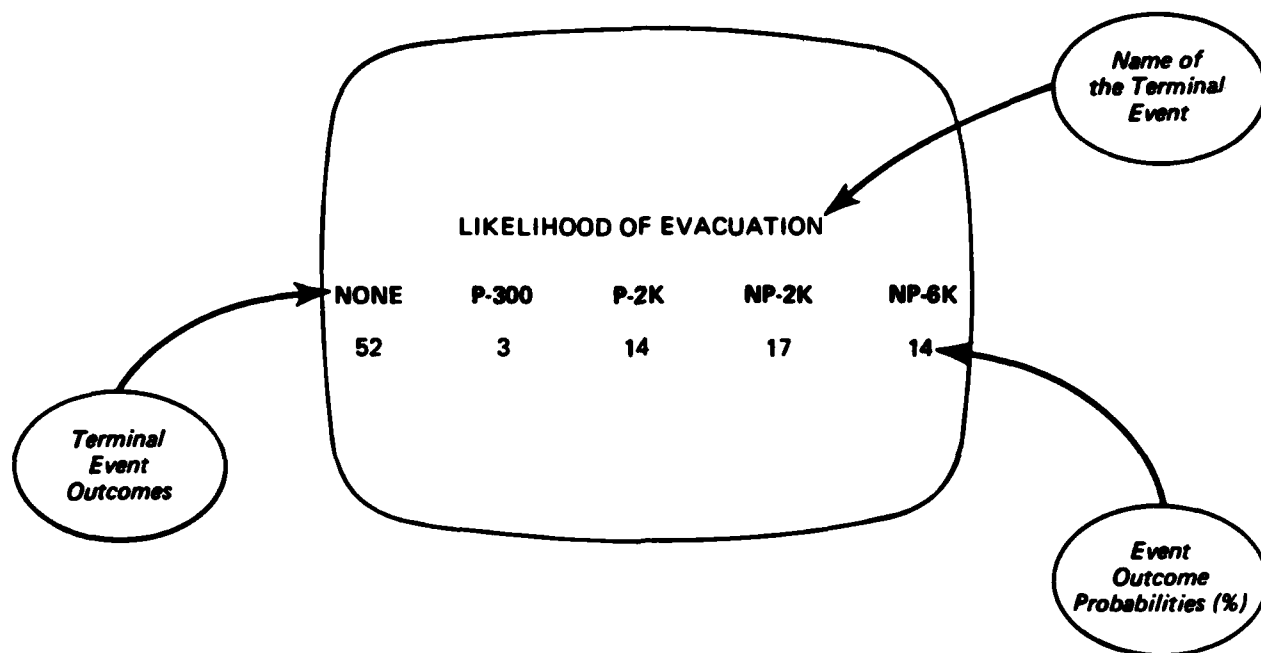 Name of
the Terminal
Event
LIKELIHOOD OF EVACUATION
NONE P-300 P-2K NP-2K NP-6K
52 3 14 17 14
Terminal
Event
Outcomes
Event
Outcome
Probabilities (%)